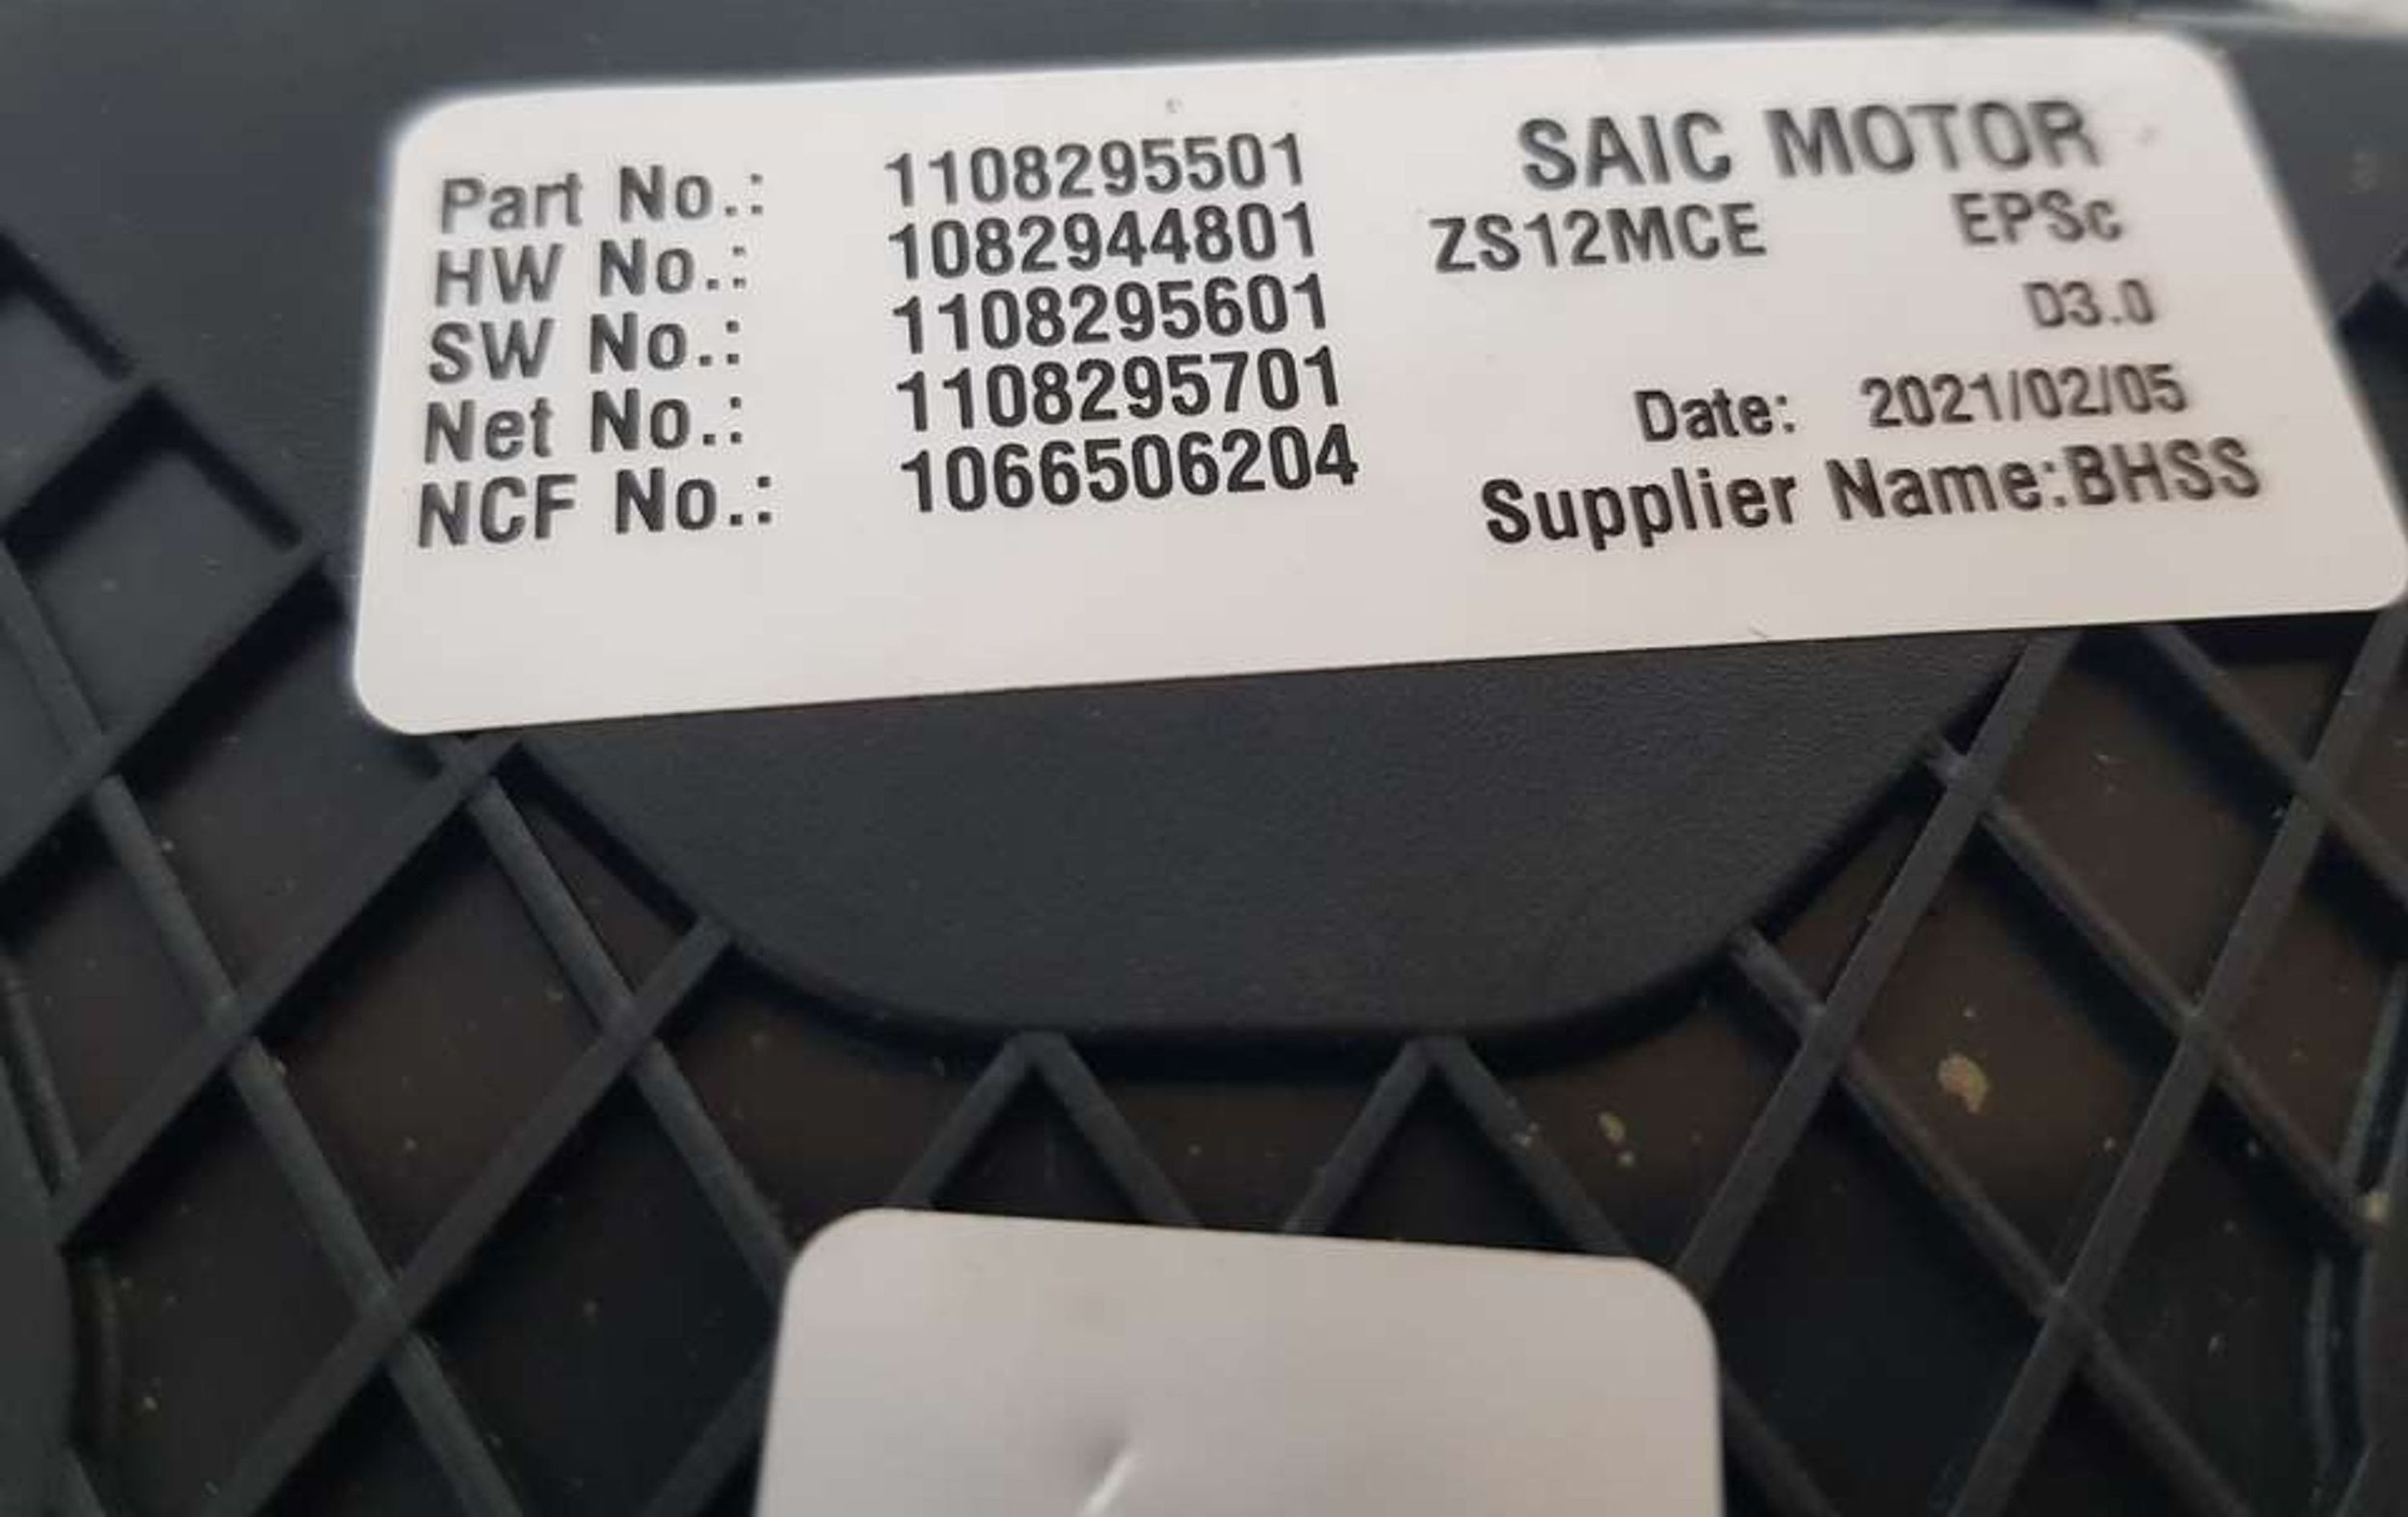 Part No.: 1108295501 SAIC MOTOR
HW No.: 1082944801 ZS12MCE EPSc
SW No.: 1108295601 D3.0
Net No.: 1108295701 Date: 2021/02/05
NCF No.: 1066506204 Supplier Name:BHSS